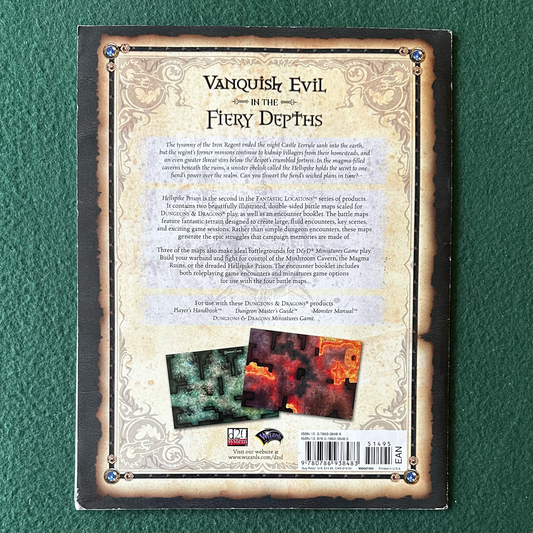 Vanquish Evil
in the
Fiery Depths
The tyranny of the Iron Regent ended the night Castle Ferrule sank into the earth,
but the regent's former minions continue to kidnap villagers from their homesteads, and
an even greater threat stirs below the despot's crumbled fortress. In the magma-filled
caverns beneath the ruins, a sinister obelisk called the Hellspike holds the secret to one
fiend's power over the realm. Can you thwart the fiend's wicked plans in time?
Hellspike Prison is the second in the Fantastic Locations™ series of products.
It contains two beautifully illustrated, double-sided battle maps scaled for
Dungeons & Dragons® play, as well as an encounter booklet. The battle maps
feature fantastic terrain designed to create large, fluid encounters, key scenes,
and exciting game sessions. Rather than simple dungeon encounters, these maps
generate the epic struggles that campaign memories are made of.
Three of the maps also make ideal battlegrounds for D&D® Miniatures Game play
Build your warband and fight for control of the Mushroom Cavern, the Magma
Ruins, or the dreaded Hellspike Prison. The encounter booklet includes
both roleplaying game encounters and miniatures game options
for use with the four battle maps.
For use with these Dungeons & Dragons® products
Player's Handbook™ Dungeon Master's Guide™ Monster Manual™
Dungeons & Dragons Miniatures Game.
d20
System
Wizards
Visit our website at
www.wizards.com/dnd
51495
9 780786 938483
EAN
Printed in U.S.A.